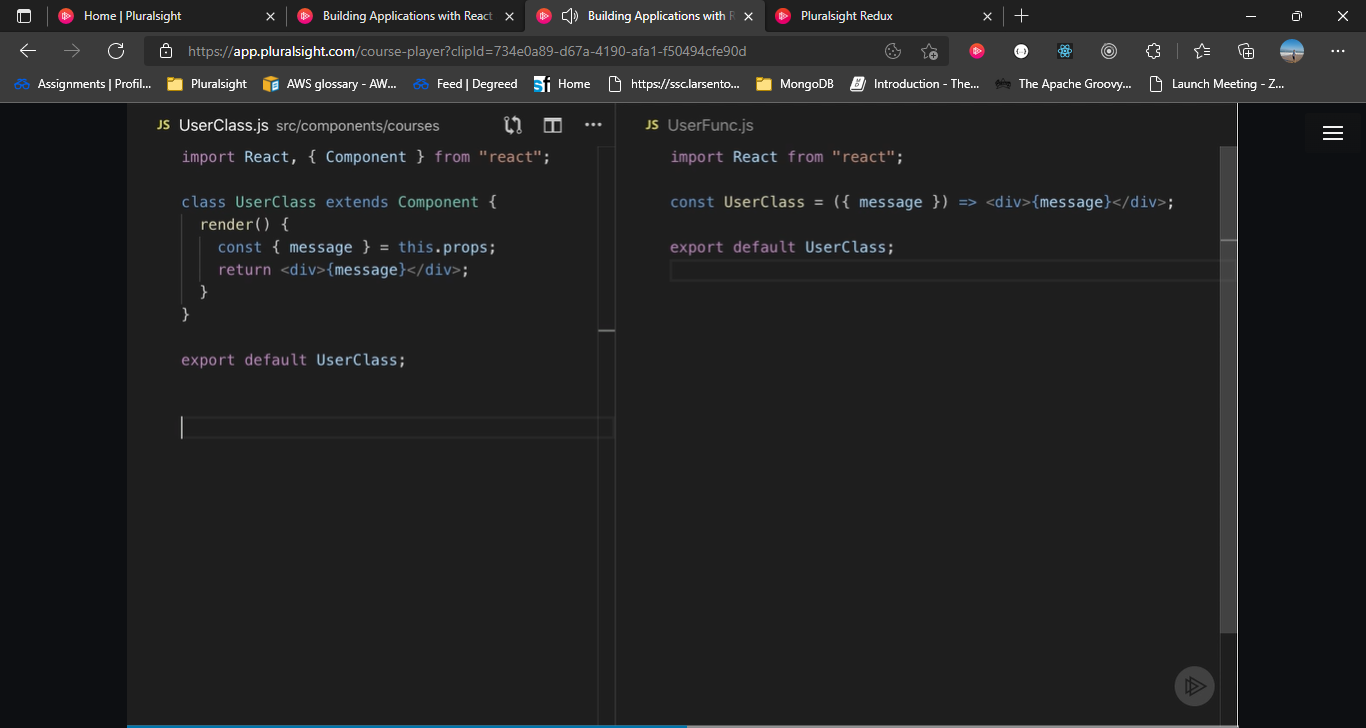 Home | Pluralsight
Building Applications with React
Building Applications with R
Pluralsight Redux
https://app.pluralsight.com/course-player?clipId=734e0a89-d67a-4190-afa1-f50494cfe90d
Assignments | Profil...
Pluralsight
AWS glossary - AW...
Feed | Degreed
Home
https://ssc.larsento...
MongoDB
Introduction - The...
The Apache Groovy...
Launch Meeting - Z...
JS UserClass.js src/components/courses
import React, { Component } from "react";
class UserClass extends Component {
render() {
const { message } = this.props;
return <div>{message}</div>;
}
}
export default UserClass;
JS UserFunc.js
import React from "react";
const UserClass = ({ message }) => <div>{message}</div>;
export default UserClass;